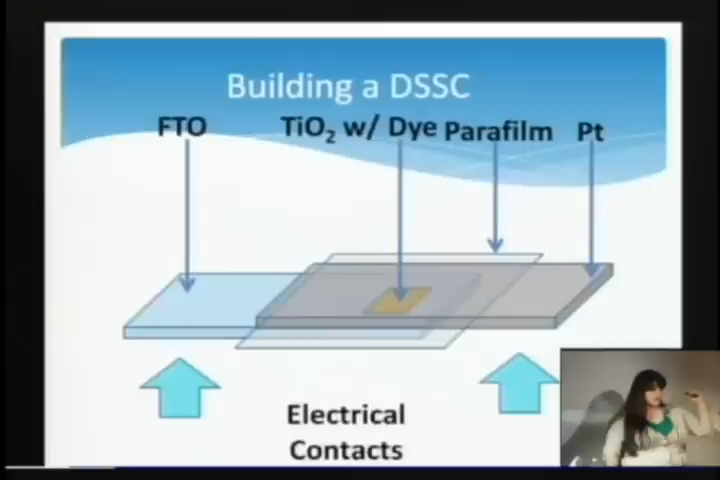 Building a DSSC
FTO
TiO₂ w/ Dye
Parafilm
Pt
Electrical
Contacts